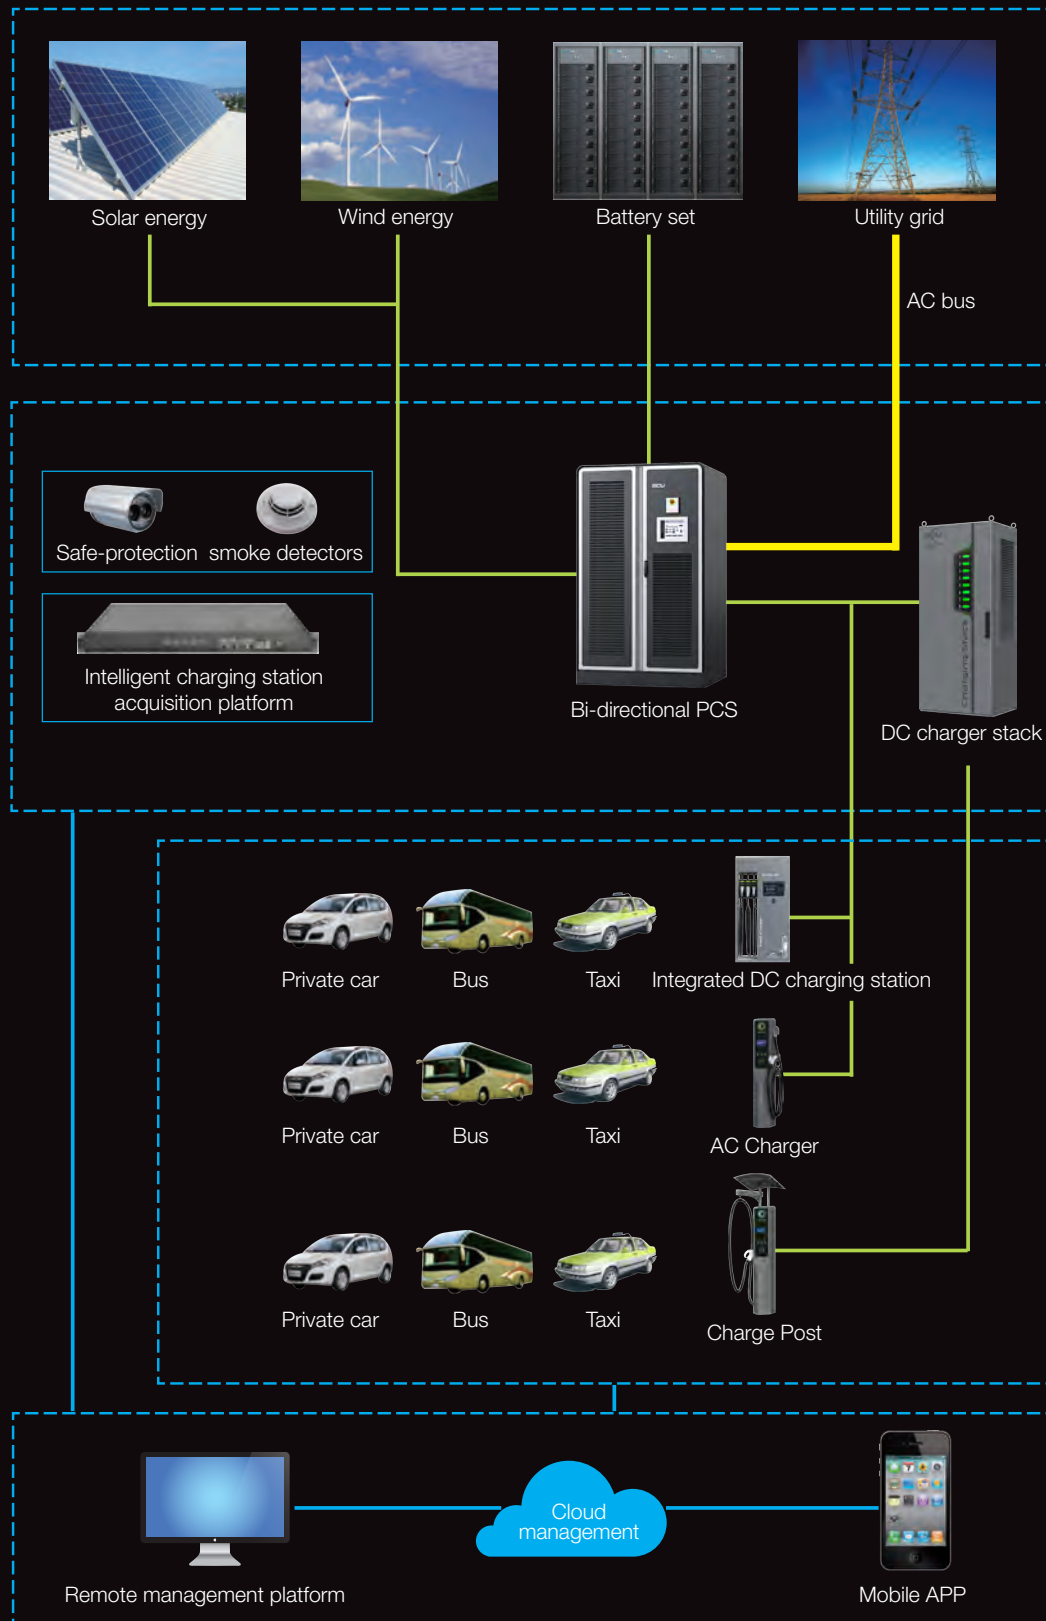 Solar energy
Wind energy
Battery set
Utility grid
AC bus
Safe-protection
smoke detectors
Intelligent charging station
acquisition platform
Bi-directional PCS
DC charger stack
Private car
Bus
Taxi
Integrated DC charging station
Private car
Bus
Taxi
AC Charger
Private car
Bus
Taxi
Charge Post
Cloud
management
Remote management platform
Mobile APP